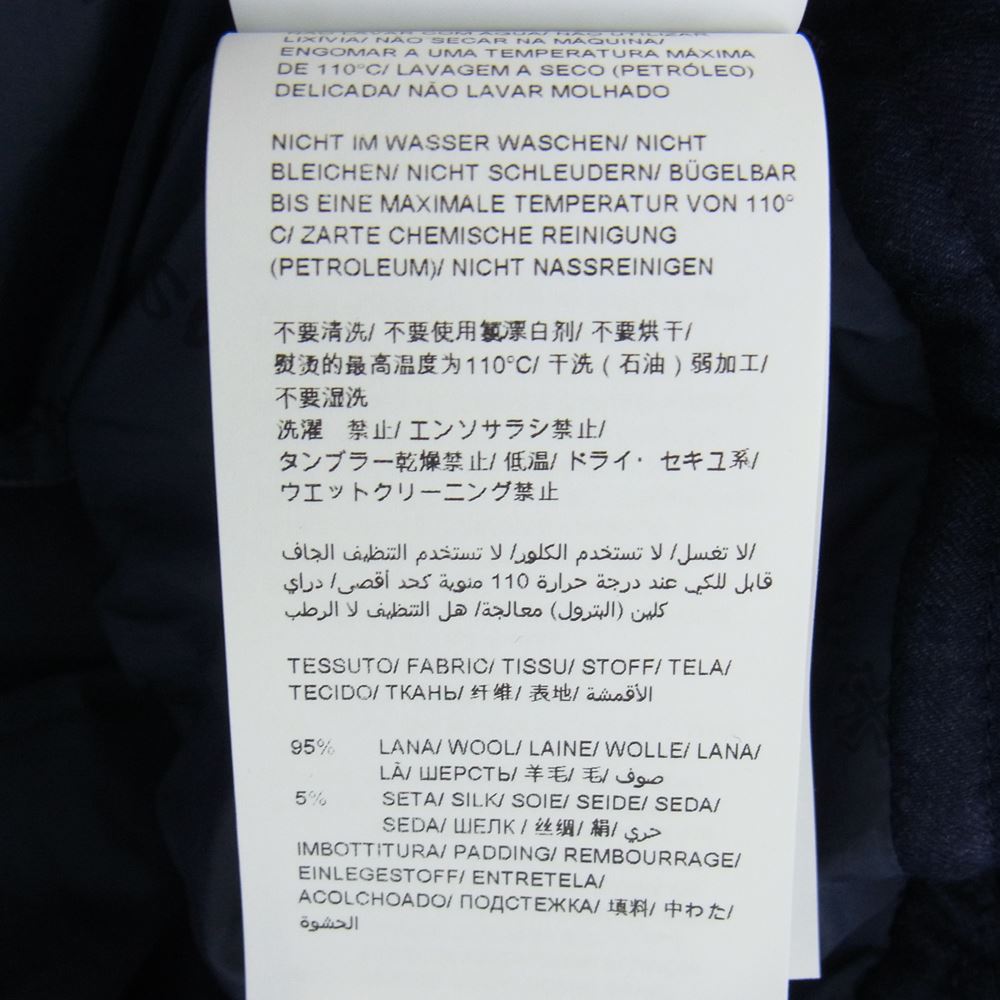 LIXÍVIA/ NÃO SECAR NA MÁQUINA/
ENGOMAR A UMA TEMPERATURA MÁXIMA
DE 110°C/ LAVAGEM A SECO (PETRÓLEO)
DELICADA/ NÃO LAVAR MOLHADO
NICHT IM WASSER WASCHEN/ NICHT
BLEICHEN/ NICHT SCHLEUDERN/ BÜGELBAR
BIS EINE MAXIMALE TEMPERATUR VON 110°
C/ ZARTE CHEMISCHE REINIGUNG
(PETROLEUM)/ NICHT NASSREINIGEN
不要清洗/ 不要使用氯漂白剂/ 不要烘干/
熨烫的最高温度为110°C/ 干洗 ( 石油 ) 弱加工/
不要湿洗
洗濯 禁止/ エンソサラシ禁止/
タンブラー乾燥禁止/ 低温/ ドライ· セキユ系/
ウエットクリーニング禁止
/لا تغسل/ لا تستخدم الكلور/ لا تستخدم التنظيف الجاف
قابل للكي عند درجة حرارة 110 مئوية كحد أقصى/ دراي
كلين (البترول) معالجة/ هل التنظيف لا الرطب
TESSUTO/ FABRIC/ TISSU/ STOFF/ TELA/
TECIDO/ ТКАНЬ/ 纤维/ 表地/ الأقمشة
95% LANA/ WOOL/ LAINE/ WOLLE/ LANA/
LÃ/ ШЕРСТЬ/ 羊毛/ 毛/ صوف
5% SETA/ SILK/ SOIE/ SEIDE/ SEDA/
SEDA/ ШЕЛК / 丝绸/ 絹/ حري
IMBOTTITURA/ PADDING/ REMBOURRAGE/
EINLEGESTOFF/ ENTRETELA/
ACOLCHOADO/ ПОДСТЕЖКА/ 填料/ 中わた/
الحشوة